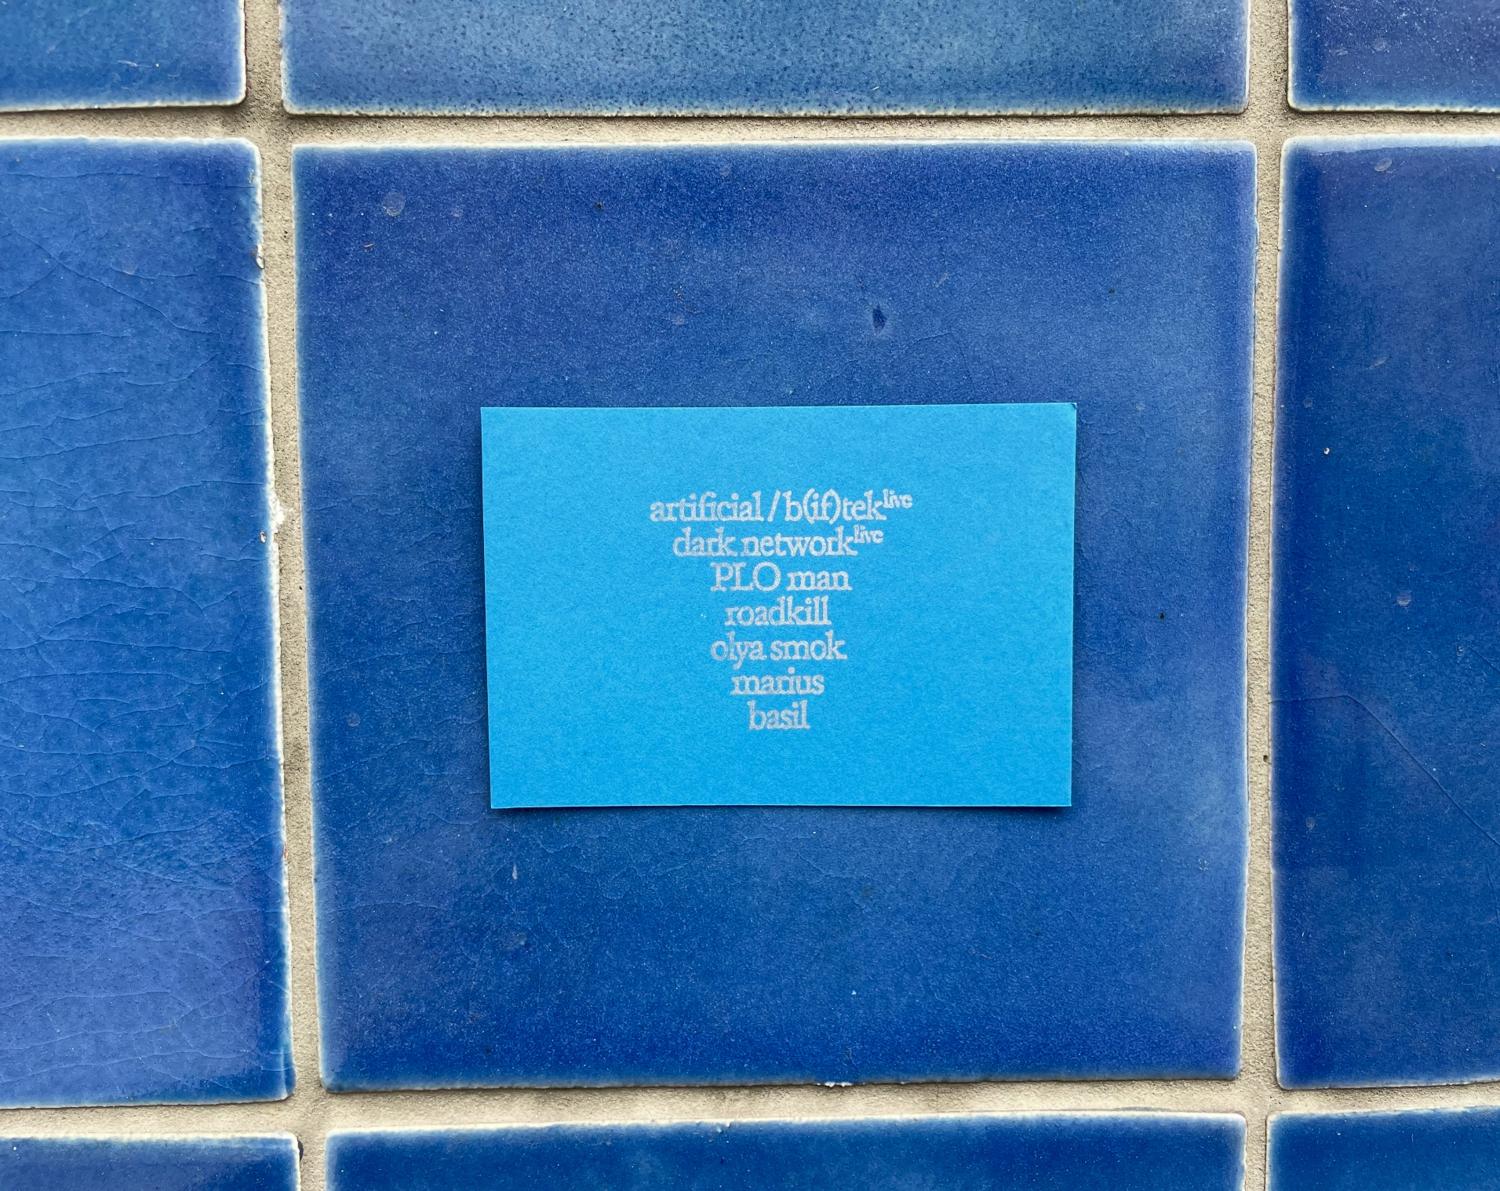 artificial / b(if)tek live
dark network live
PLO man
roadkill
olya smok
marius
basil